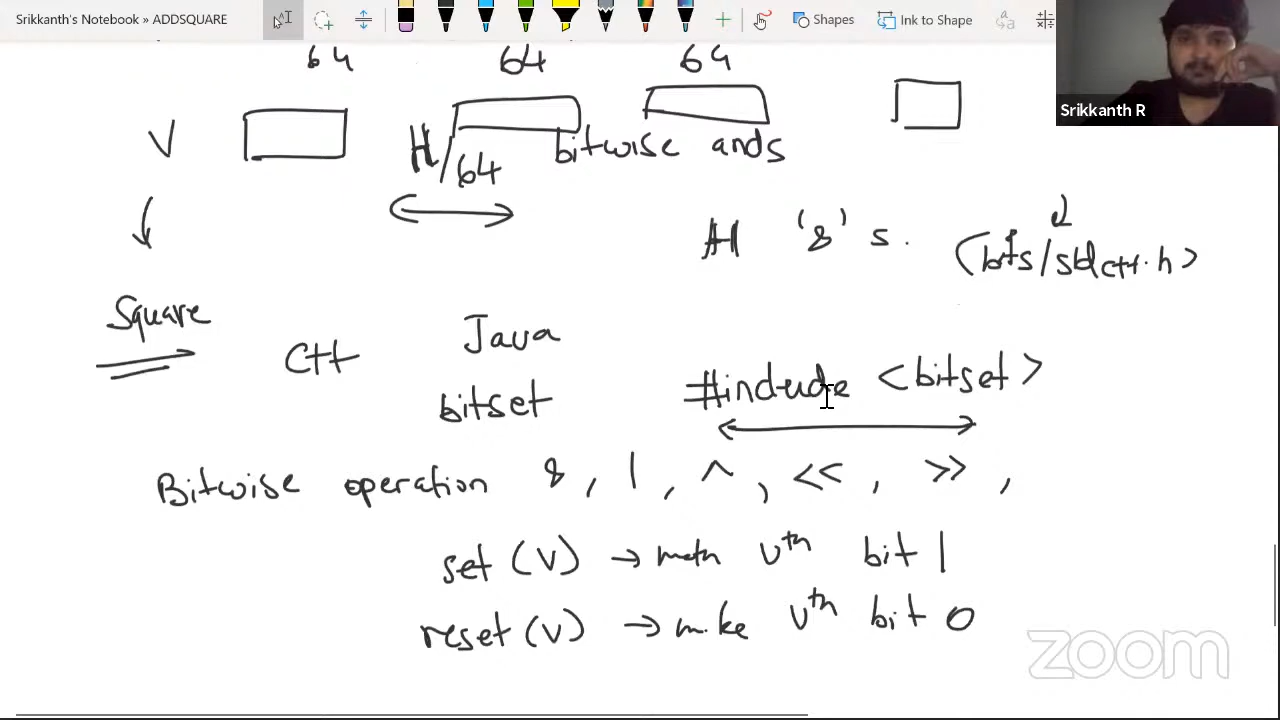 Srikkanth's Notebook » ADDSQUARE
Shapes
Ink to Shape
Srikkanth R
64 64 64
V
H/64 bitwise ands
H '&' s.
<bits/stdc++.h>
Square
C++ Java
bitset
#include <bitset>
Bitwise operation &, |, ^, <<, >>,
set (v) → vth bit 1
reset (v) → make vth bit 0
zoom